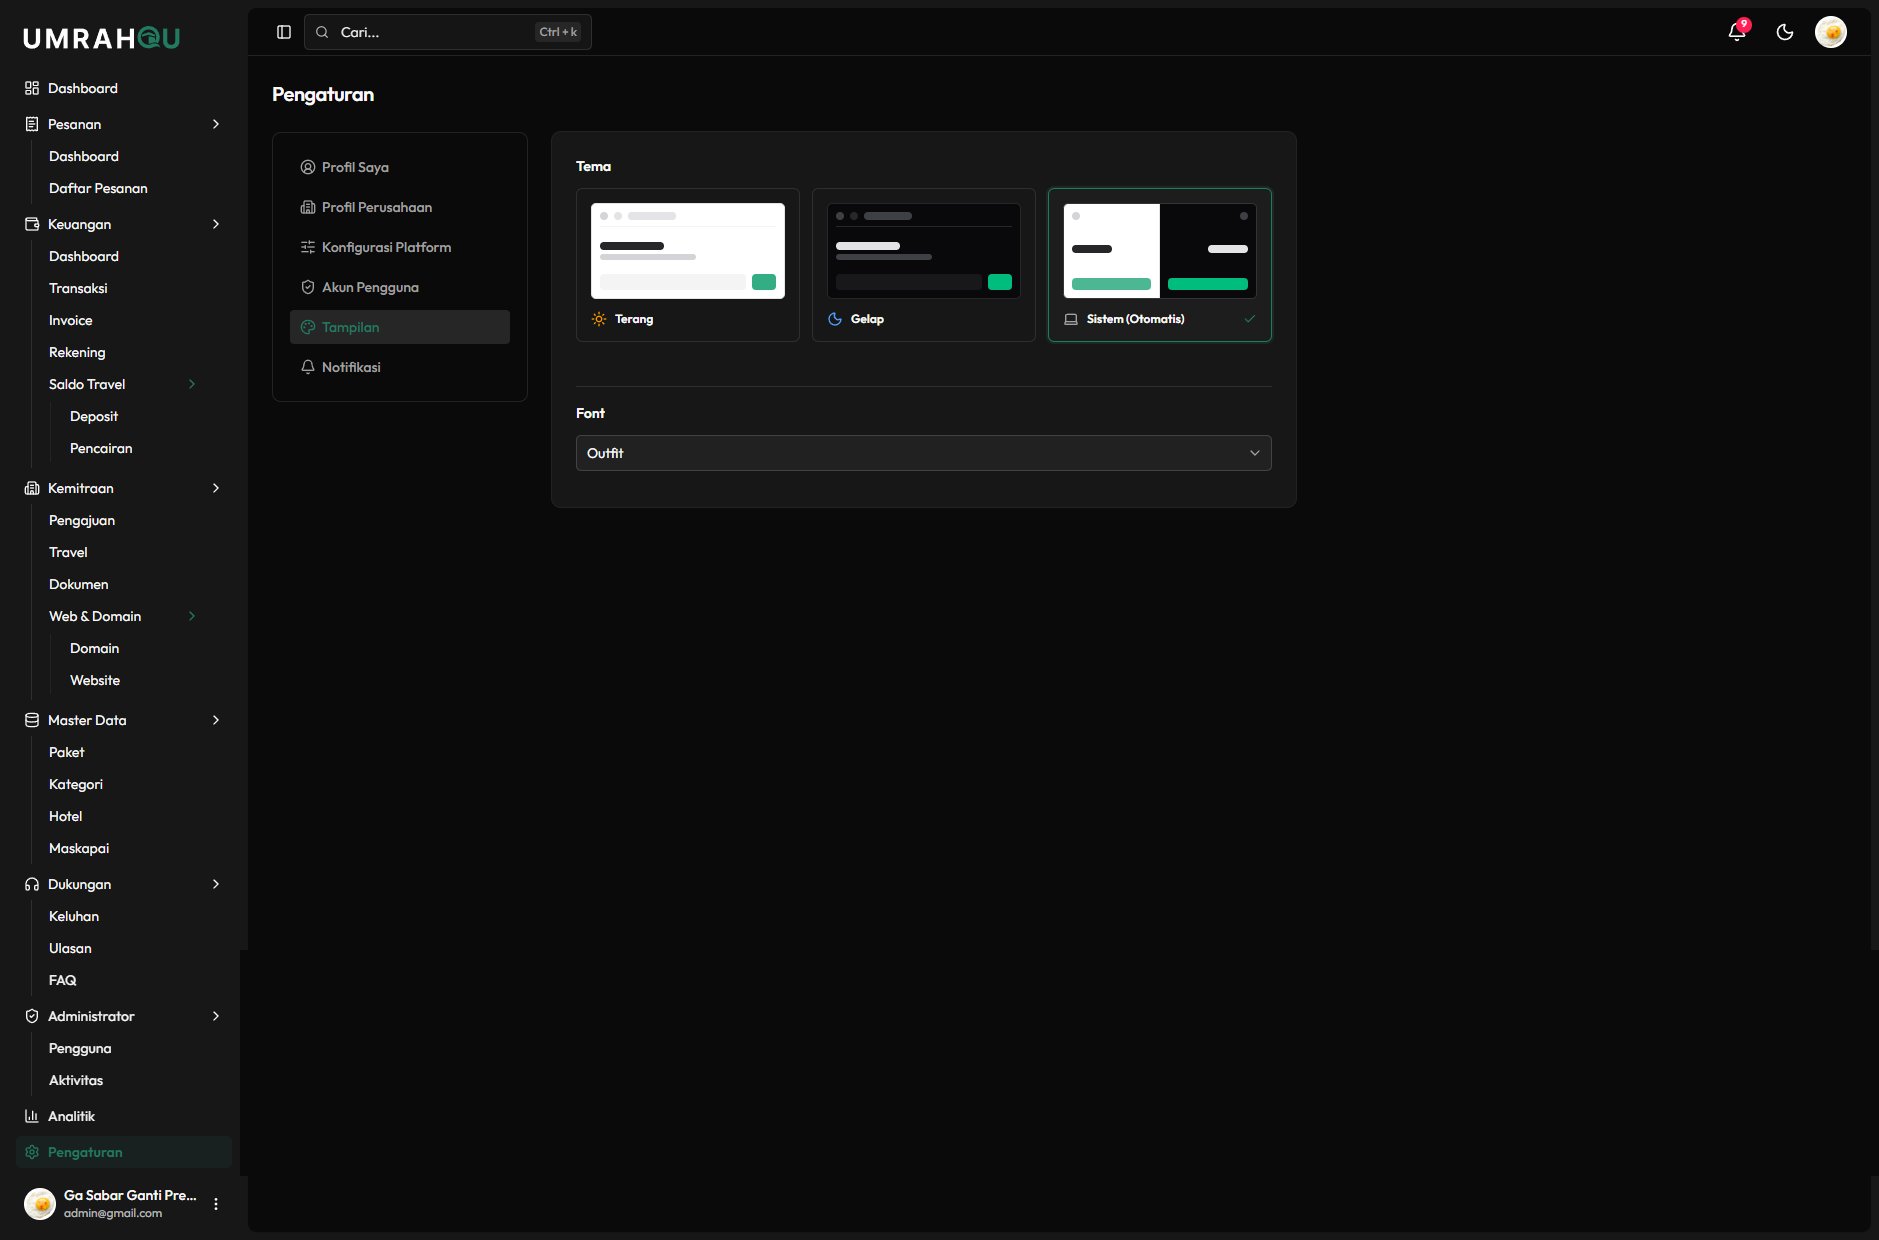 UMRAHQU
Dashboard
Pesanan
Dashboard
Daftar Pesanan
Keuangan
Dashboard
Transaksi
Invoice
Rekening
Saldo Travel
Deposit
Pencairan
Kemitraan
Pengajuan
Travel
Dokumen
Web & Domain
Domain
Website
Master Data
Paket
Kategori
Hotel
Maskapai
Dukungan
Keluhan
Ulasan
FAQ
Administrator
Pengguna
Aktivitas
Analitik
Pengaturan
Ga Sabar Ganti Pre...
admin@gmail.com
Cari...
Ctrl + k
9
Pengaturan
Profil Saya
Profil Perusahaan
Konfigurasi Platform
Akun Pengguna
Tampilan
Notifikasi
Tema
Terang
Gelap
Sistem (Otomatis)
Font
Outfit